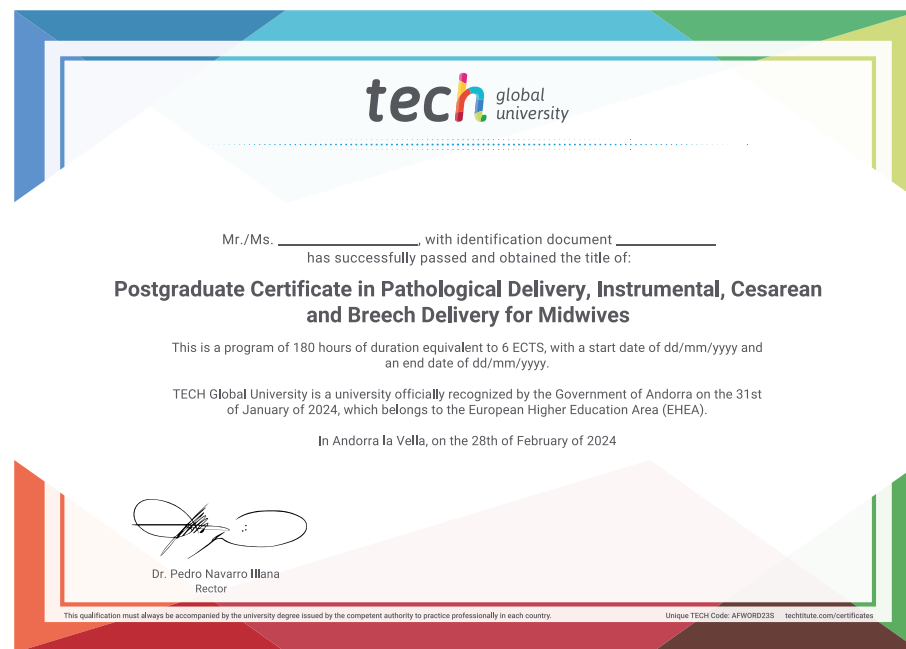 tech global university
Mr./Ms. ________________, with identification document ____________
has successfully passed and obtained the title of:
Postgraduate Certificate in Pathological Delivery, Instrumental, Cesarean
and Breech Delivery for Midwives
This is a program of 180 hours of duration equivalent to 6 ECTS, with a start date of dd/mm/yyyy and
an end date of dd/mm/yyyy.
TECH Global University is a university officially recognized by the Government of Andorra on the 31st
of January of 2024, which belongs to the European Higher Education Area (EHEA).
In Andorra la Vella, on the 28th of February of 2024
Dr. Pedro Navarro Illana
Rector
This qualification must always be accompanied by the university degree issued by the competent authority to practice professionally in each country.
Unique TECH Code: AFWORD23S techtitute.com/certificates